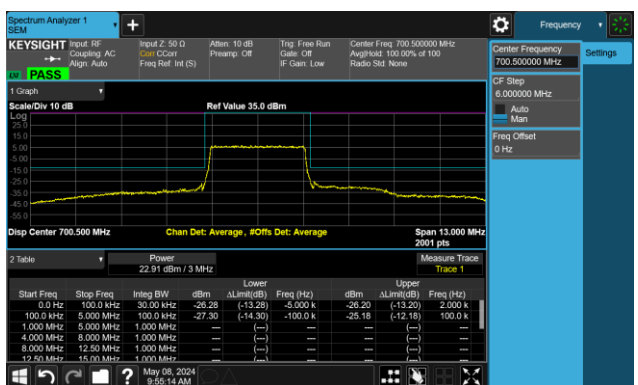 Spectrum Analyzer 1
SEM
+
Frequency
KEYSIGHT Input: RF Input Z: 50 Ω Atten: 10 dB Trig: Free Run Center Freq: 700.500000 MHz
Coupling: AC Corr CCorr Preamp: Off Gate: Off Avg|Hold: 100.00% of 100
Align: Auto Freq Ref: Int (S) IF Gain: Low Radio Std: None
PASS
Center Frequency
700.500000 MHz
Settings
CF Step
6.000000 MHz
Auto
Man
Freq Offset
0 Hz
1 Graph
Scale/Div 10 dB Ref Value 35.0 dBm
Log
25.0
15.0
5.00
-5.00
-15.0
-25.0
-35.0
-45.0
-55.0
Disp Center 700.500 MHz Chan Det: Average, #Offs Det: Average Span 13.000 MHz
2001 pts
2 Table Power Measure Trace
22.91 dBm / 3 MHz Trace 1
Lower Upper
Start Freq Stop Freq Integ BW dBm ΔLimit(dB) Freq (Hz) dBm ΔLimit(dB) Freq (Hz)
0.0 Hz 100.0 kHz 30.00 kHz -26.28 (-13.28) -5.000 k -26.20 (-13.20) 2.000 k
100.0 kHz 5.000 MHz 100.0 kHz -27.30 (-14.30) -100.0 k -25.18 (-12.18) 100.0 k
1.000 MHz 5.000 MHz 1.000 MHz --- (---) --- --- (---) ---
4.000 MHz 8.000 MHz 1.000 MHz --- (---) --- --- (---) ---
8.000 MHz 12.50 MHz 1.000 MHz --- (---) --- --- (---) ---
12.50 MHz 15.00 MHz 1.000 MHz --- (---) --- --- (---) ---
? May 08, 2024
9:55:14 AM